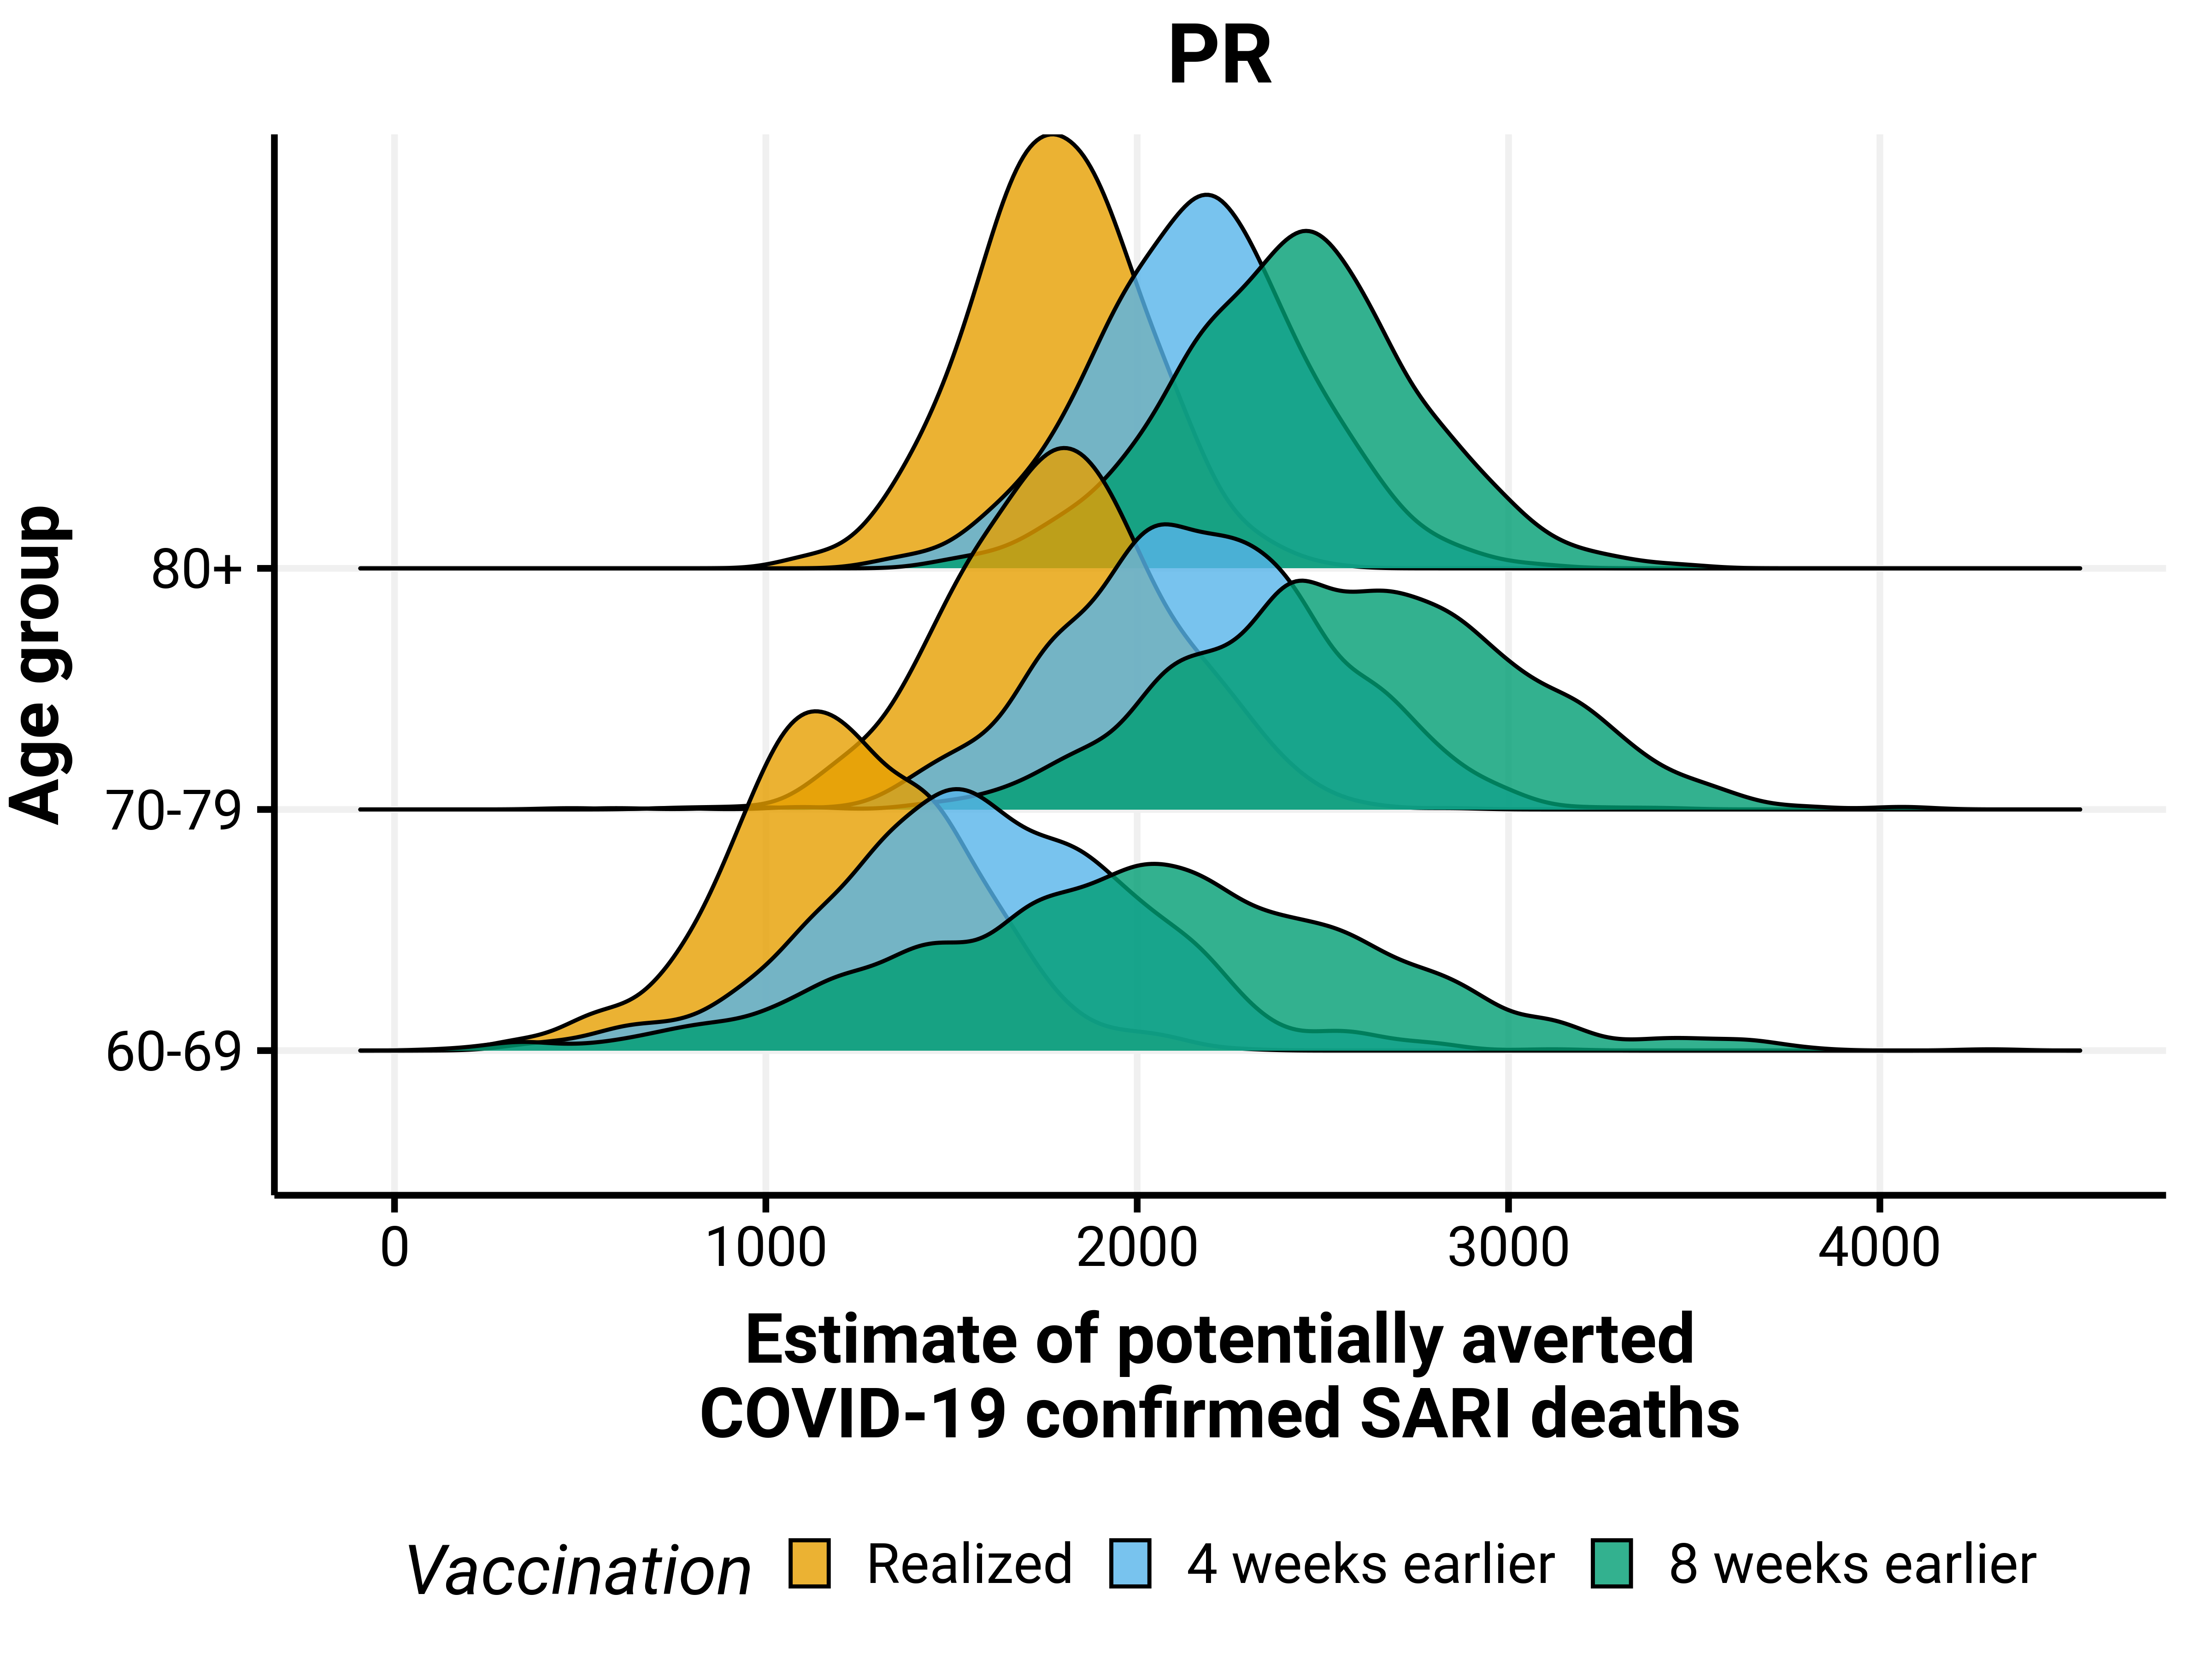 PR
Age group
80+
70-79
60-69
0 1000 2000 3000 4000
Estimate of potentially averted
COVID-19 confirmed SARI deaths
Vaccination Realized 4 weeks earlier 8 weeks earlier